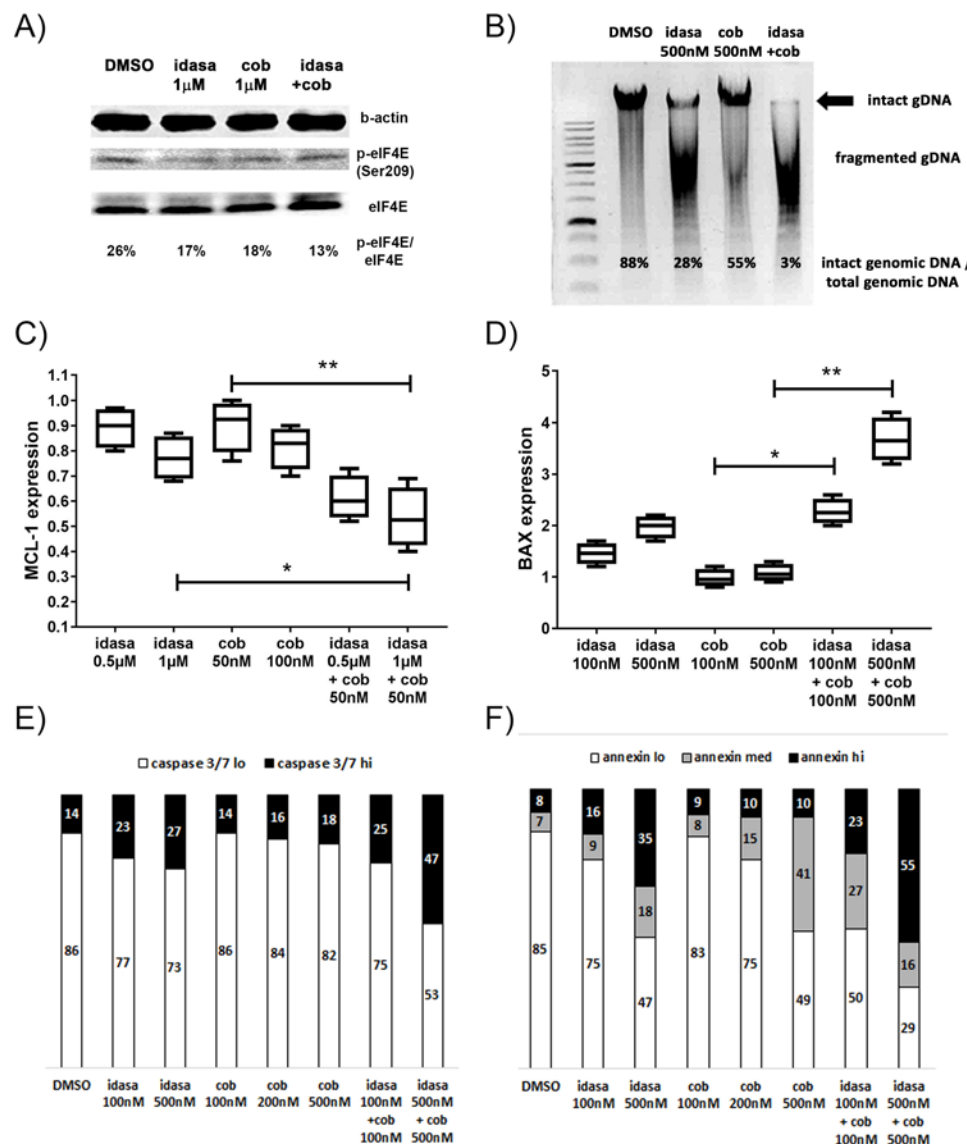 A)
DMSO idasa 1µM cob 1µM idasa +cob
b-actin
p-eIF4E (Ser209)
eIF4E
26% 17% 18% 13% p-eIF4E/ eIF4E
B)
DMSO idasa 500nM cob 500nM idasa +cob
intact gDNA
fragmented gDNA
88% 28% 55% 3% intact genomic DNA / total genomic DNA
C)
MCL-1 expression
1.1
1.0
0.9
0.8
0.7
0.6
0.5
0.4
0.3
0.2
0.1
**
*
idasa 0.5µM
idasa 1µM
cob 50nM
cob 100nM
idasa 0.5µM + cob 50nM
idasa 1µM + cob 50nM
D)
BAX expression
5
4
3
2
1
0
**
*
idasa 100nM
idasa 500nM
cob 100nM
cob 500nM
idasa 100nM + cob 100nM
idasa 500nM + cob 500nM
E)
caspase 3/7 lo caspase 3/7 hi
14 23 27 14 16 18 25 47
86 77 73 86 84 82 75 53
DMSO
idasa 100nM
idasa 500nM
cob 100nM
cob 200nM
cob 500nM
idasa 100nM +cob 100nM
idasa 500nM + cob 500nM
F)
annexin lo annexin med annexin hi
8 16 35 9 10 10 23 55
7 9 18 8 15 41 27 16
85 75 47 83 75 49 50 29
DMSO
idasa 100nM
idasa 500nM
cob 100nM
cob 200nM
cob 500nM
idasa 100nM + cob 100nM
idasa 500nM + cob 500nM